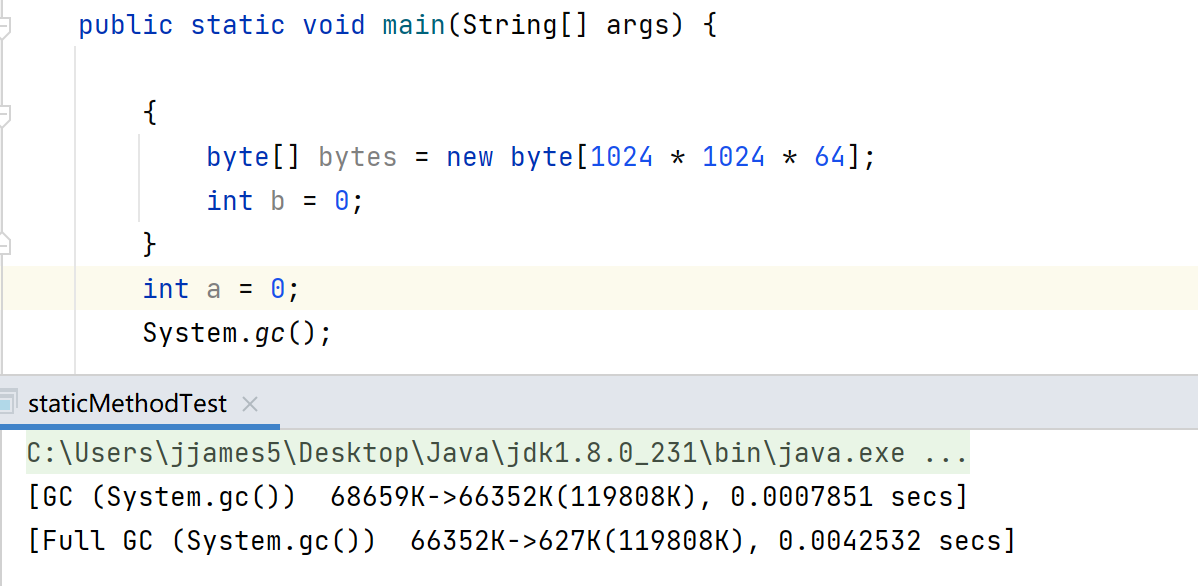 public static void main(String[] args) {
{
byte[] bytes = new byte[1024 * 1024 * 64];
int b = 0;
}
int a = 0;
System.gc();
staticMethodTest ×
C:\Users\jjames5\Desktop\Java\jdk1.8.0_231\bin\java.exe ...
[GC (System.gc())  68659K->66352K(119808K), 0.0007851 secs]
[Full GC (System.gc())  66352K->627K(119808K), 0.0042532 secs]